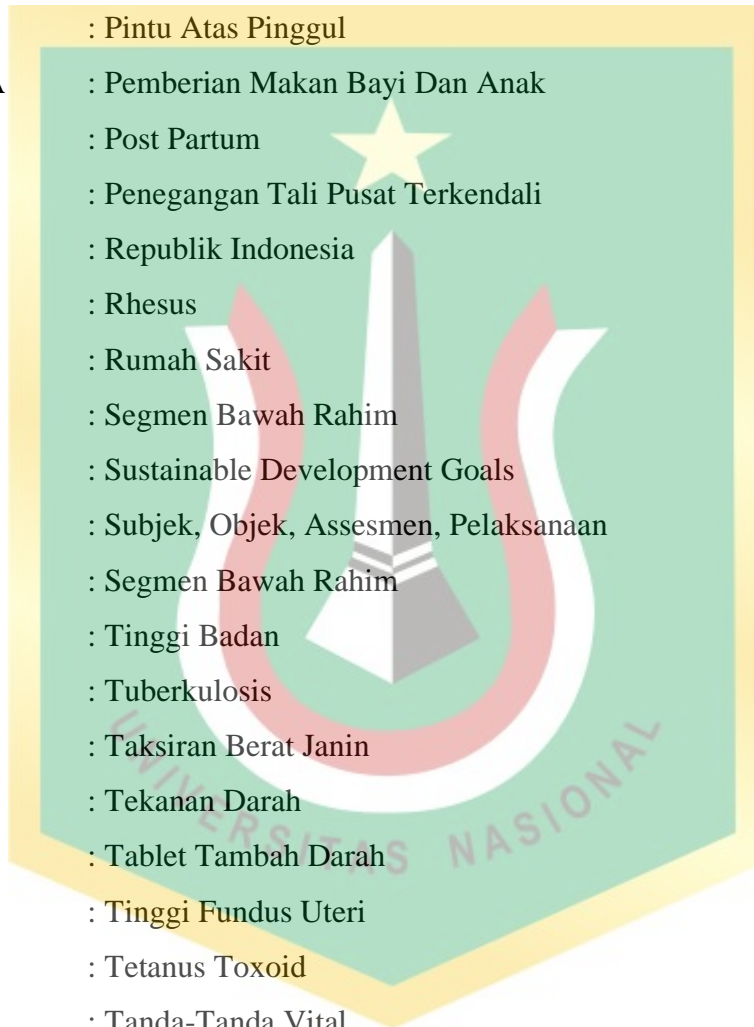 : Pintu Atas Pinggul
A : Pemberian Makan Bayi Dan Anak
: Post Partum
: Penegangan Tali Pusat Terkendali
: Republik Indonesia
: Rhesus
: Rumah Sakit
: Segmen Bawah Rahim
: Sustainable Development Goals
: Subjek, Objek, Assesmen, Pelaksanaan
: Segmen Bawah Rahim
: Tinggi Badan
: Tuberkulosis
: Taksiran Berat Janin
: Tekanan Darah
: Tablet Tambah Darah
: Tinggi Fundus Uteri
: Tetanus Toxoid
: Tanda-Tanda Vital
UNIVERSITAS NASIONAL